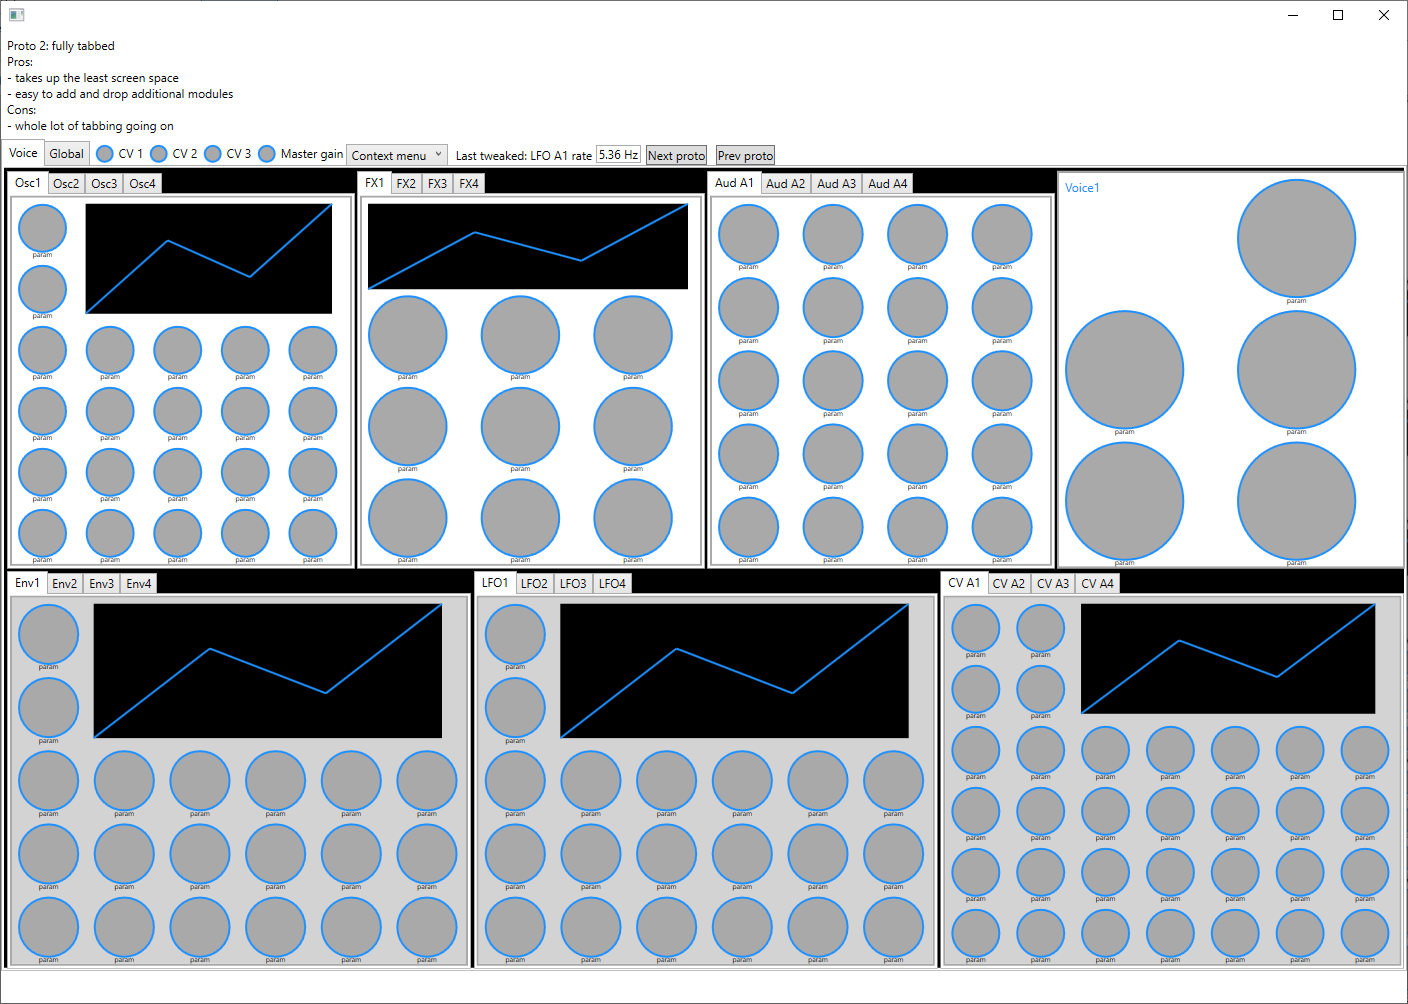 Proto 2: fully tabbed
Pros:
- takes up the least screen space
- easy to add and drop additional modules
Cons:
- whole lot of tabbing going on
Voice Global CV 1 CV 2 CV 3 Master gain Context menu Last tweaked: LFO A1 rate 5.36 Hz Next proto Prev proto
Osc1 Osc2 Osc3 Osc4
param
param
param param param param param
param param param param param
param param param param param
param param param param param
FX1 FX2 FX3 FX4
param param param
param param param
param param param
Aud A1 Aud A2 Aud A3 Aud A4
param param param param
param param param param
param param param param
param param param param
param param param param
Voice1
param
param param
param param
Env1 Env2 Env3 Env4
param
param
param param param param param param
param param param param param param
param param param param param param
LFO1 LFO2 LFO3 LFO4
param
param
param param param param param param
param param param param param param
param param param param param param
CV A1 CV A2 CV A3 CV A4
param param
param param
param param param param param param param
param param param param param param param
param param param param param param param
param param param param param param param